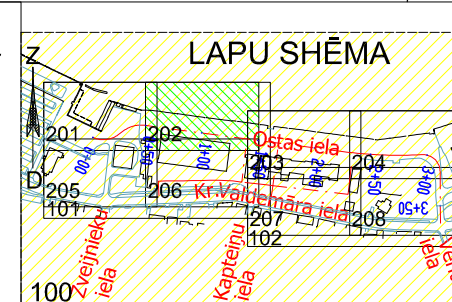 LAPU SHĒMA
Z
D
201
202
203
204
205
206
207
208
101
102
100
Ostas iela
Kr.Valdemāra iela
Zvejnieku
iela
Kapteiņu
iela
iela
0+00
0+50
1+00
2+00
2+50
3+00
3+50